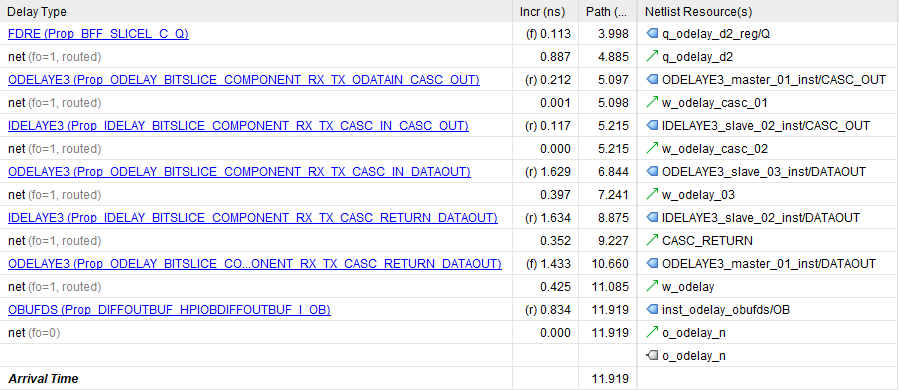 Delay Type Incr (ns) Path (... Netlist Resource(s)
FDRE (Prop_BFF_SLICEL_C_Q) (f) 0.113 3.998 q_odelay_d2_reg/Q
net (fo=1, routed) 0.887 4.885 q_odelay_d2
ODELAYE3 (Prop_ODELAY_BITSLICE_COMPONENT_RX_TX_ODATAIN_CASC_OUT) (r) 0.212 5.097 ODELAYE3_master_01_inst/CASC_OUT
net (fo=1, routed) 0.001 5.098 w_odelay_casc_01
IDELAYE3 (Prop_IDELAY_BITSLICE_COMPONENT_RX_TX_CASC_IN_CASC_OUT) (r) 0.117 5.215 IDELAYE3_slave_02_inst/CASC_OUT
net (fo=1, routed) 0.000 5.215 w_odelay_casc_02
ODELAYE3 (Prop_ODELAY_BITSLICE_COMPONENT_RX_TX_CASC_IN_DATAOUT) (r) 1.629 6.844 ODELAYE3_slave_03_inst/DATAOUT
net (fo=1, routed) 0.397 7.241 w_odelay_03
IDELAYE3 (Prop_IDELAY_BITSLICE_COMPONENT_RX_TX_CASC_RETURN_DATAOUT) (r) 1.634 8.875 IDELAYE3_slave_02_inst/DATAOUT
net (fo=1, routed) 0.352 9.227 CASC_RETURN
ODELAYE3 (Prop_ODELAY_BITSLICE_CO...ONENT_RX_TX_CASC_RETURN_DATAOUT) (f) 1.433 10.660 ODELAYE3_master_01_inst/DATAOUT
net (fo=1, routed) 0.425 11.085 w_odelay
OBUFDS (Prop_DIFFOUTBUF_HPIOBDIFFOUTBUF_I_OB) (r) 0.834 11.919 inst_odelay_obufds/OB
net (fo=0) 0.000 11.919 o_odelay_n
o_odelay_n
Arrival Time 11.919